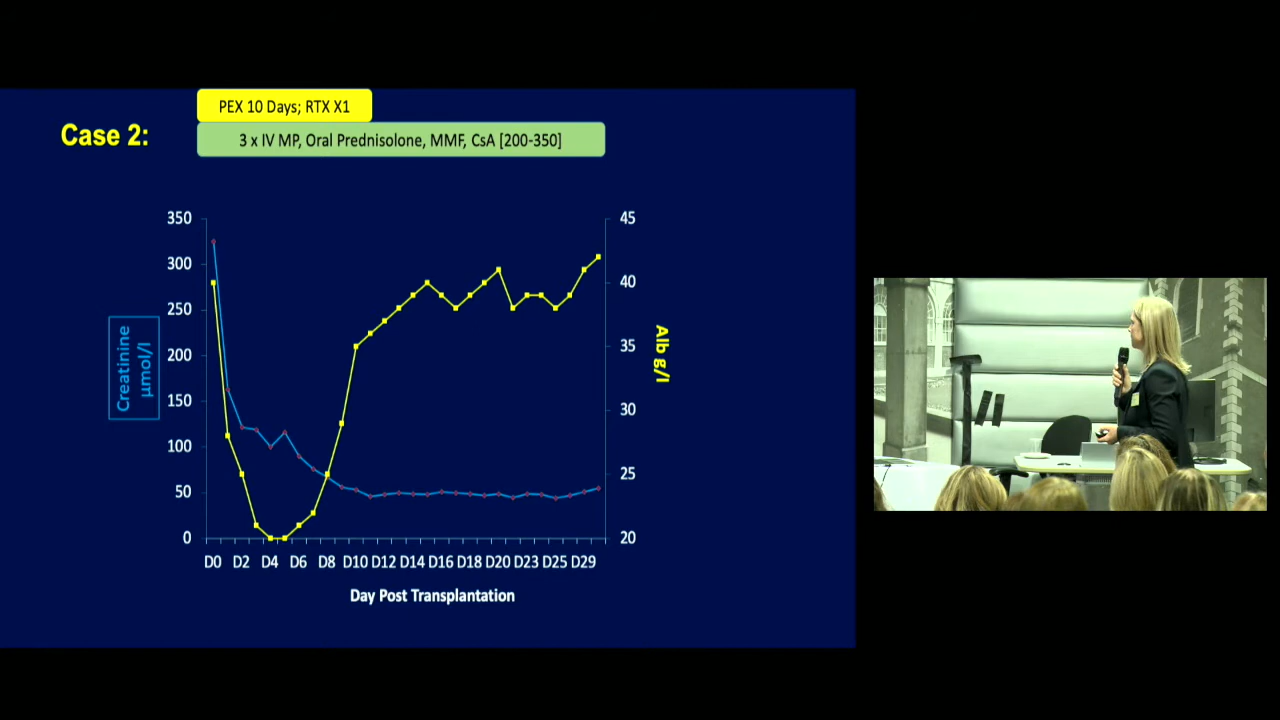 PEX 10 Days; RTX X1
Case 2:
3 x IV MP, Oral Prednisolone, MMF, CsA [200-350]
350
300
250
200
150
100
50
0
45
40
35
30
25
20
Creatinine
µmol/l
Alb g/l
D0 D2 D4 D6 D8 D10 D12 D14 D16 D18 D20 D23 D25 D29
Day Post Transplantation